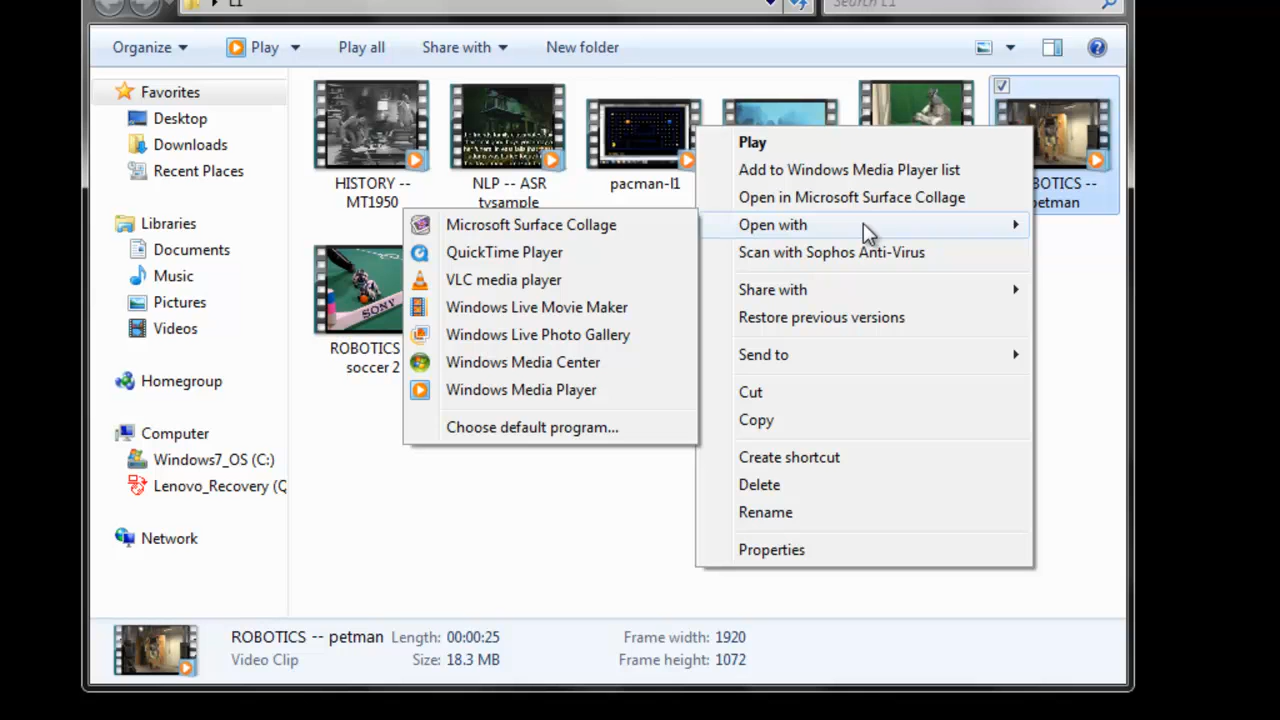 L1
Search L1
Organize
Play
Play all
Share with
New folder
Favorites
Desktop
Downloads
Recent Places
Libraries
Documents
Music
Pictures
Videos
Homegroup
Computer
Windows7_OS (C:)
Lenovo_Recovery (Q
Network
HISTORY --
MT1950
NLP -- ASR
tvsample
pacman-l1
BOTICS --
petman
ROBOTICS
soccer 2
SONY
Microsoft Surface Collage
QuickTime Player
VLC media player
Windows Live Movie Maker
Windows Live Photo Gallery
Windows Media Center
Windows Media Player
Choose default program...
Play
Add to Windows Media Player list
Open in Microsoft Surface Collage
Open with
Scan with Sophos Anti-Virus
Share with
Restore previous versions
Send to
Cut
Copy
Create shortcut
Delete
Rename
Properties
ROBOTICS -- petman
Length: 00:00:25
Frame width: 1920
Video Clip
Size: 18.3 MB
Frame height: 1072